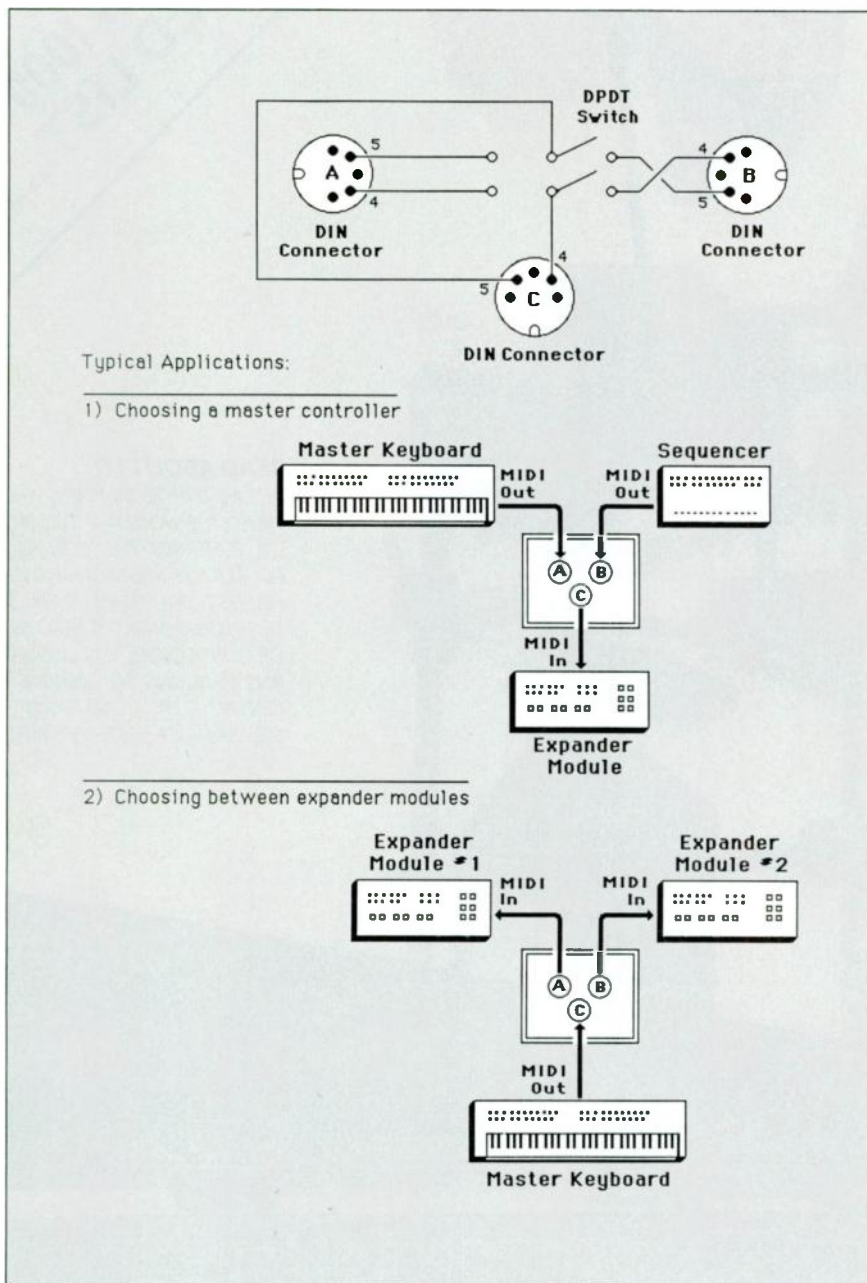 DPDT
Switch
5
4
A
B
4
5
DIN
Connector
DIN
Connector
5
4
C
DIN Connector
Typical Applications:
1) Choosing a master controller
Master Keyboard
Sequencer
MIDI
Out
MIDI
Out
A
B
C
MIDI
In
Expander
Module
2) Choosing between expander modules
Expander
Module #1
Expander
Module #2
MIDI
In
MIDI
In
A
B
C
MIDI
Out
Master Keyboard